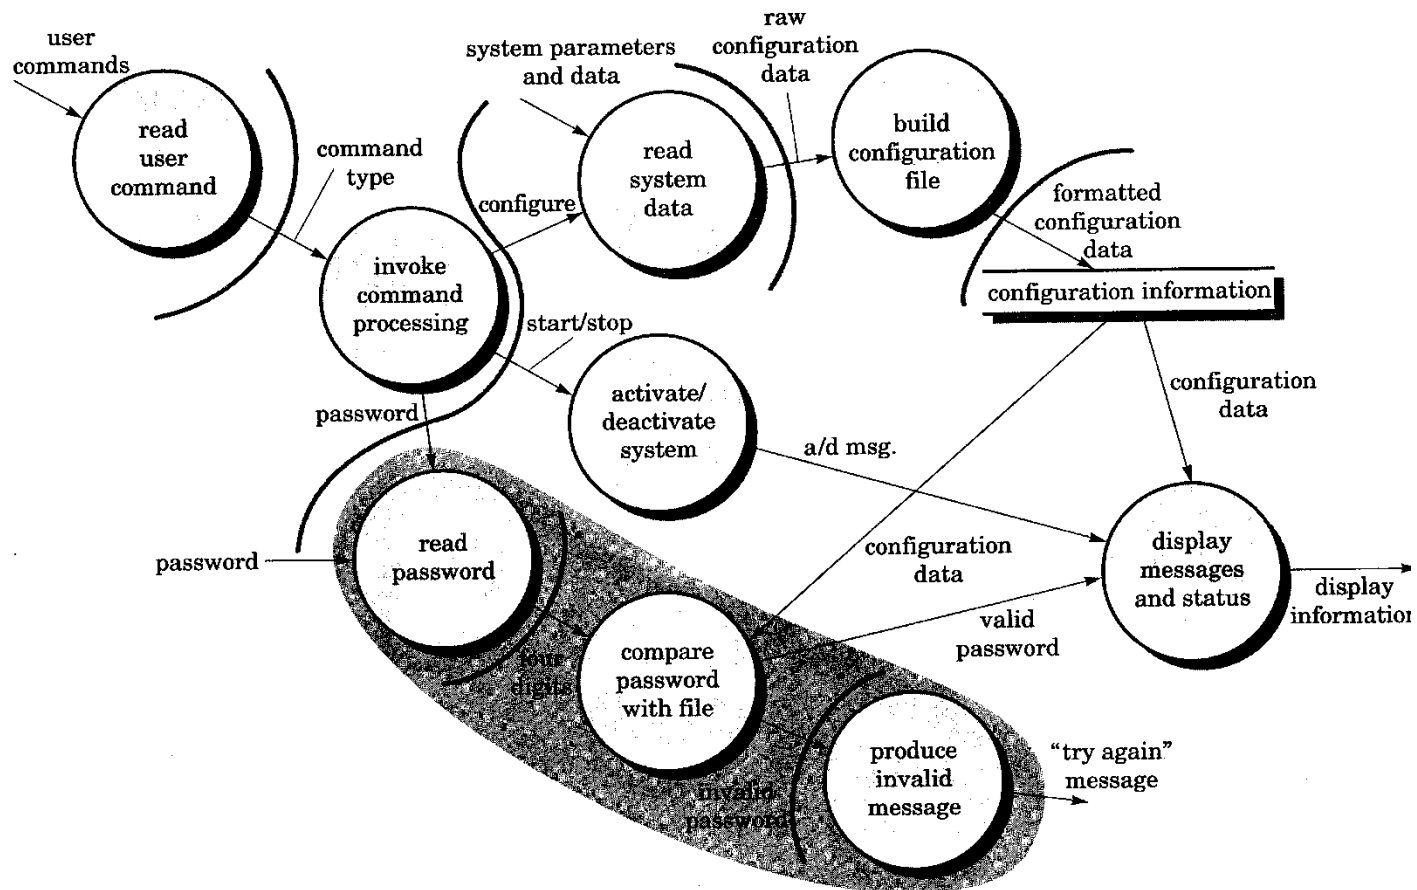 user
commands
read
user
command
command
type
invoke
command
processing
system parameters
and data
configure
read
system
data
raw
configuration
data
build
configuration
file
formatted
configuration
data
configuration information
start/stop
activate/
deactivate
system
a/d msg.
configuration
data
configuration
data
password
password
read
password
four
digits
compare
password
with file
valid
password
invalid
password
produce
invalid
message
“try again”
message
display
messages
and status
display
information